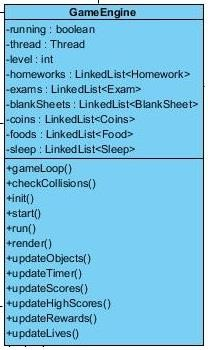 GameEngine
-running : boolean
-thread : Thread
-level : int
-homeworks : LinkedList<Homework>
-exams : LinkedList<Exam>
-blankSheets : LinkedList<BlankSheet>
-coins : LinkedList<Coins>
-foods : LinkedList<Food>
-sleep : LinkedList<Sleep>
+gameLoop()
+checkCollisions()
+init()
+start()
+run()
+render()
+updateObjects()
+updateTimer()
+updateScores()
+updateHighScores()
+updateRewards()
+updateLives()